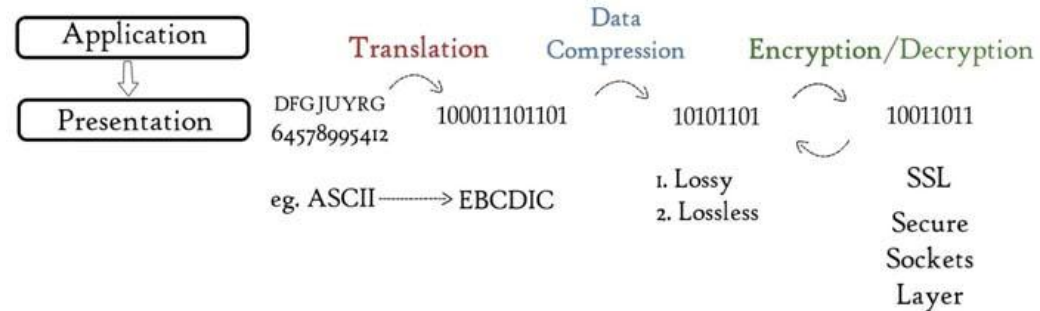 Application
Presentation
Translation
Data
Compression
Encryption/Decryption
DFGJUYRG
64578995412
100011101101
10101101
10011011
eg. ASCII
EBCDIC
1. Lossy
2. Lossless
SSL
Secure
Sockets
Layer